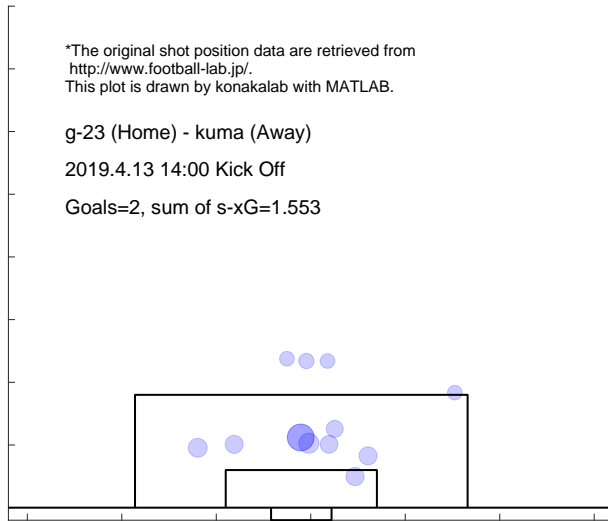 *The original shot position data are retrieved from
http://www.football-lab.jp/.
This plot is drawn by konakalab with MATLAB.
g-23 (Home) - kuma (Away)
2019.4.13 14:00 Kick Off
Goals=2, sum of s-xG=1.553